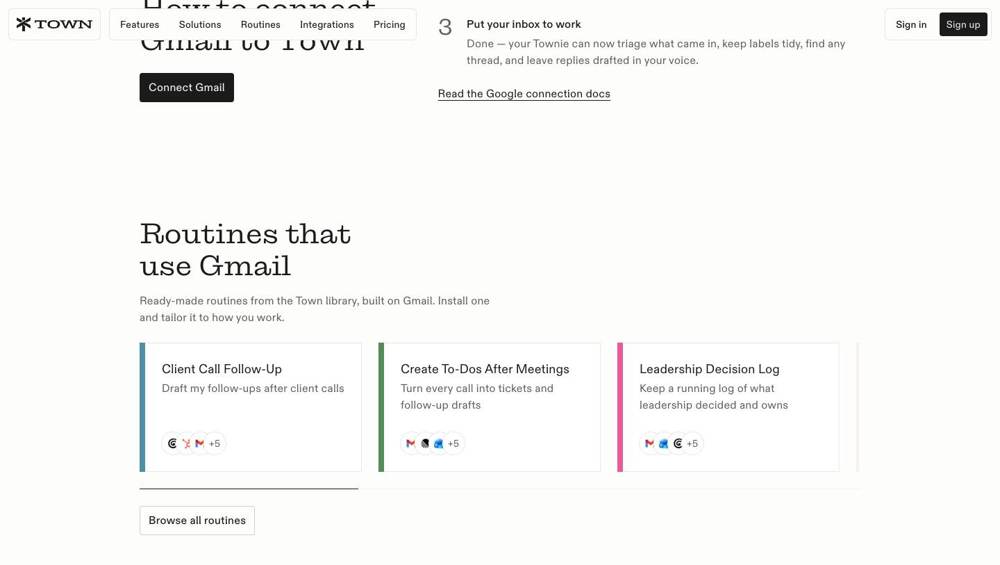 TOWN
Features
Solutions
Routines
Integrations
Pricing
Sign in
Sign up
How to connect
Gmail to Town
Connect Gmail
3
Put your inbox to work
Done — your Townie can now triage what came in, keep labels tidy, find any
thread, and leave replies drafted in your voice.
Read the Google connection docs
Routines that
use Gmail
Ready-made routines from the Town library, built on Gmail. Install one
and tailor it to how you work.
Client Call Follow-Up
Draft my follow-ups after client calls
+5
Create To-Dos After Meetings
Turn every call into tickets and
follow-up drafts
+5
Leadership Decision Log
Keep a running log of what
leadership decided and owns
+5
Browse all routines